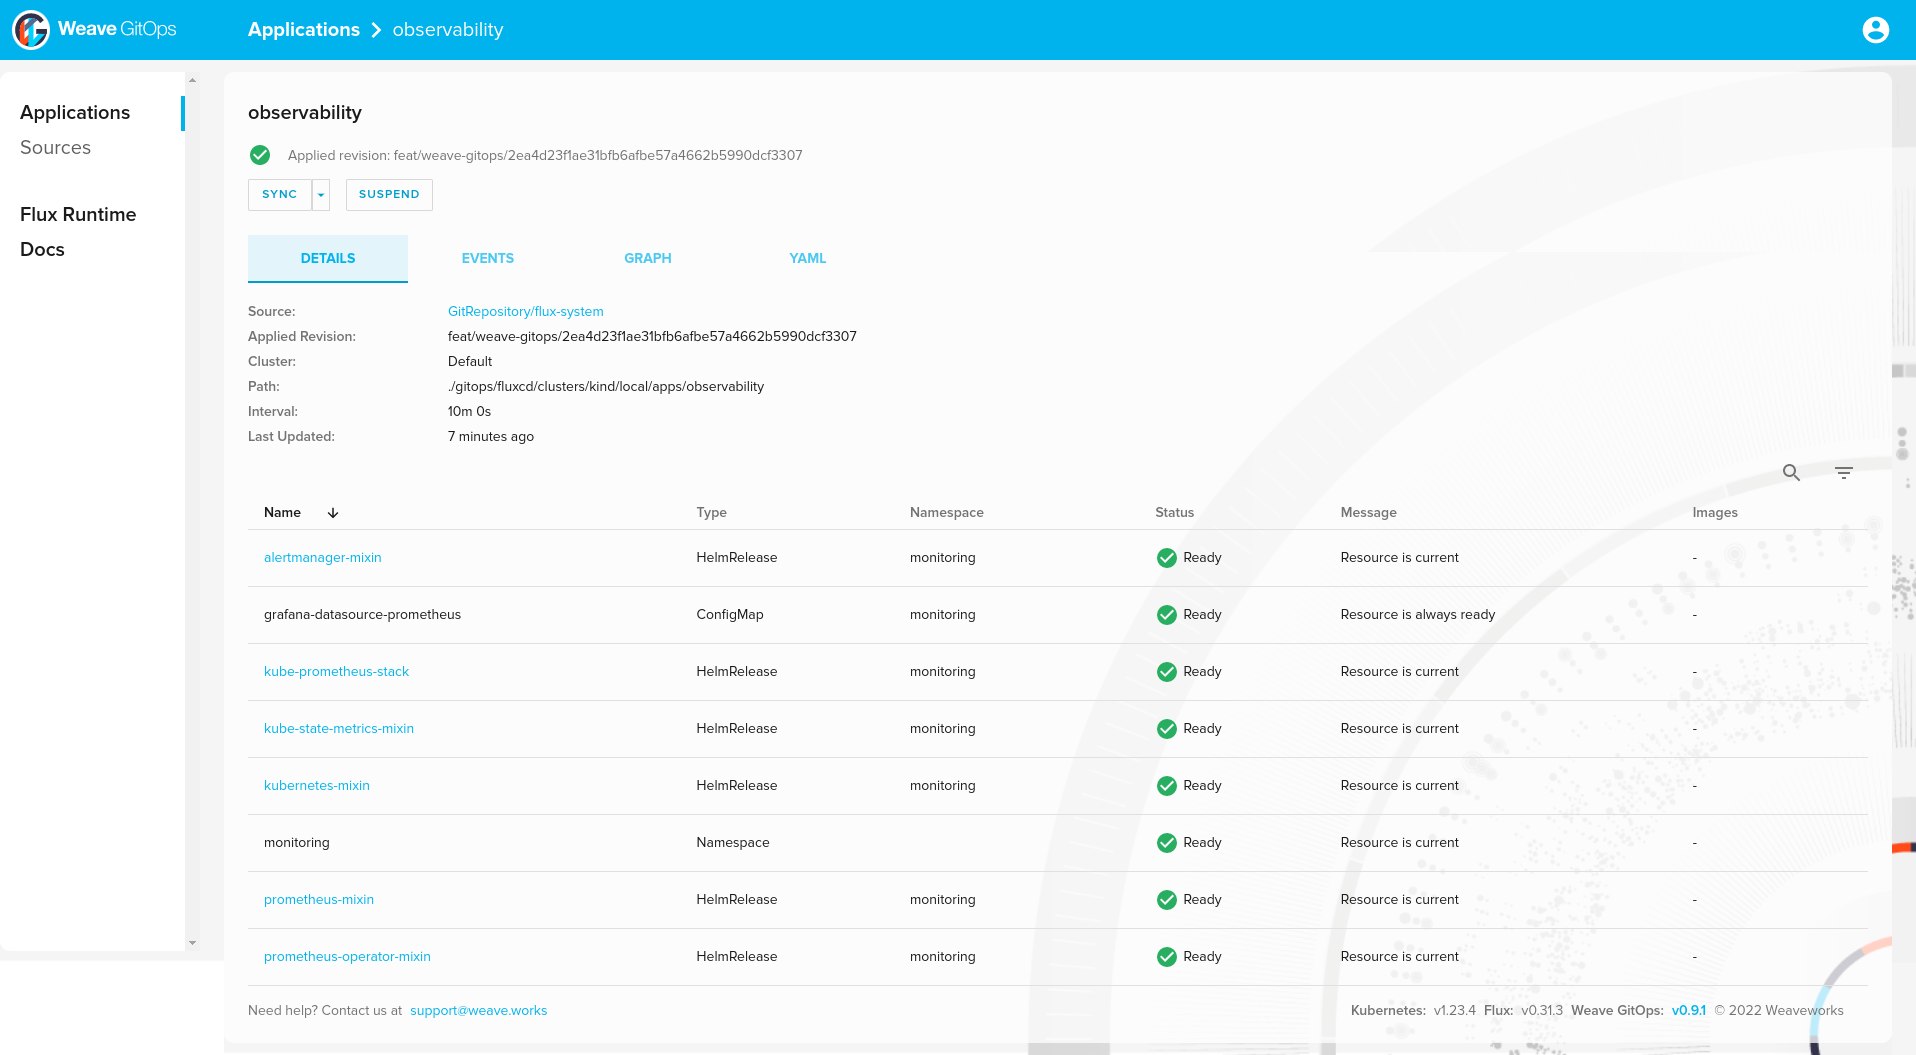 Weave GitOps
Applications > observability
Applications
Sources
Flux Runtime
Docs
observability
Applied revision: feat/weave-gitops/2ea4d23f1ae31bfb6afbe57a4662b5990dcf3307
SYNC SUSPEND
DETAILS EVENTS GRAPH YAML
Source: GitRepository/flux-system
Applied Revision: feat/weave-gitops/2ea4d23f1ae31bfb6afbe57a4662b5990dcf3307
Cluster: Default
Path: ./gitops/fluxcd/clusters/kind/local/apps/observability
Interval: 10m 0s
Last Updated: 7 minutes ago
Name Type Namespace Status Message Images
alertmanager-mixin HelmRelease monitoring Ready Resource is current -
grafana-datasource-prometheus ConfigMap monitoring Ready Resource is always ready -
kube-prometheus-stack HelmRelease monitoring Ready Resource is current -
kube-state-metrics-mixin HelmRelease monitoring Ready Resource is current -
kubernetes-mixin HelmRelease monitoring Ready Resource is current -
monitoring Namespace Ready Resource is current -
prometheus-mixin HelmRelease monitoring Ready Resource is current -
prometheus-operator-mixin HelmRelease monitoring Ready Resource is current -
Need help? Contact us at support@weave.works
Kubernetes: v1.23.4 Flux: v0.31.3 Weave GitOps: v0.9.1 © 2022 Weaveworks